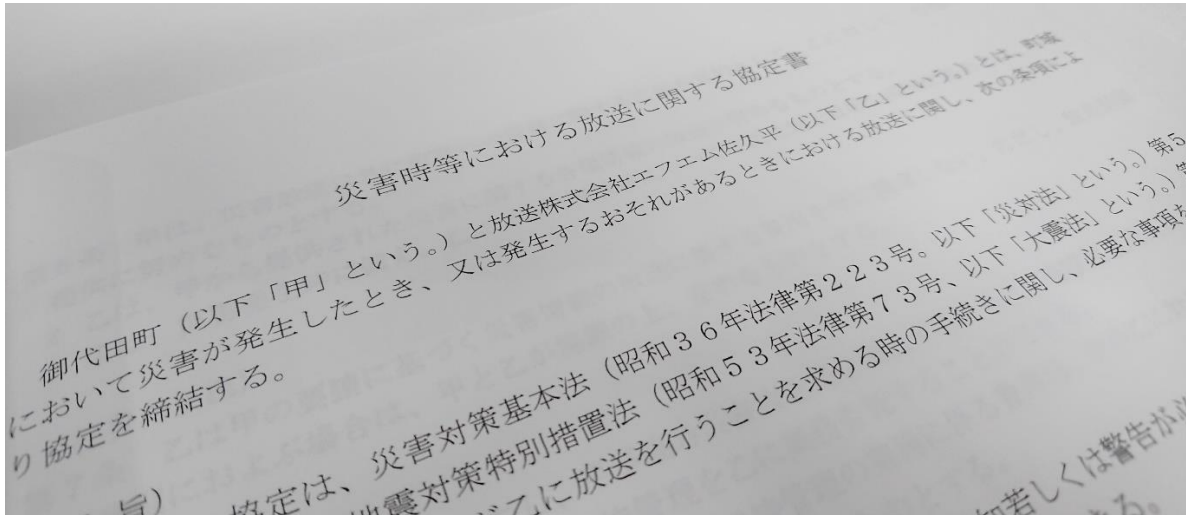 災害時等における放送に関する協定書
御代田町（以下「甲」という。）と放送株式会社エフエム佐久平（以下「乙」という。）とは、町域
において災害が発生したとき、又は発生するおそれがあるときにおける放送に関し、次の条項によ
り協定を締結する。
旨）
協定は、災害対策基本法（昭和３６年法律第２２３号。以下「災対法」という。）第５
地震対策特別措置法（昭和５３年法律第７３号、以下「大震法」という。）第
乙に放送を行うことを求める時の手続きに関し、必要な事項を
若しくは警告が